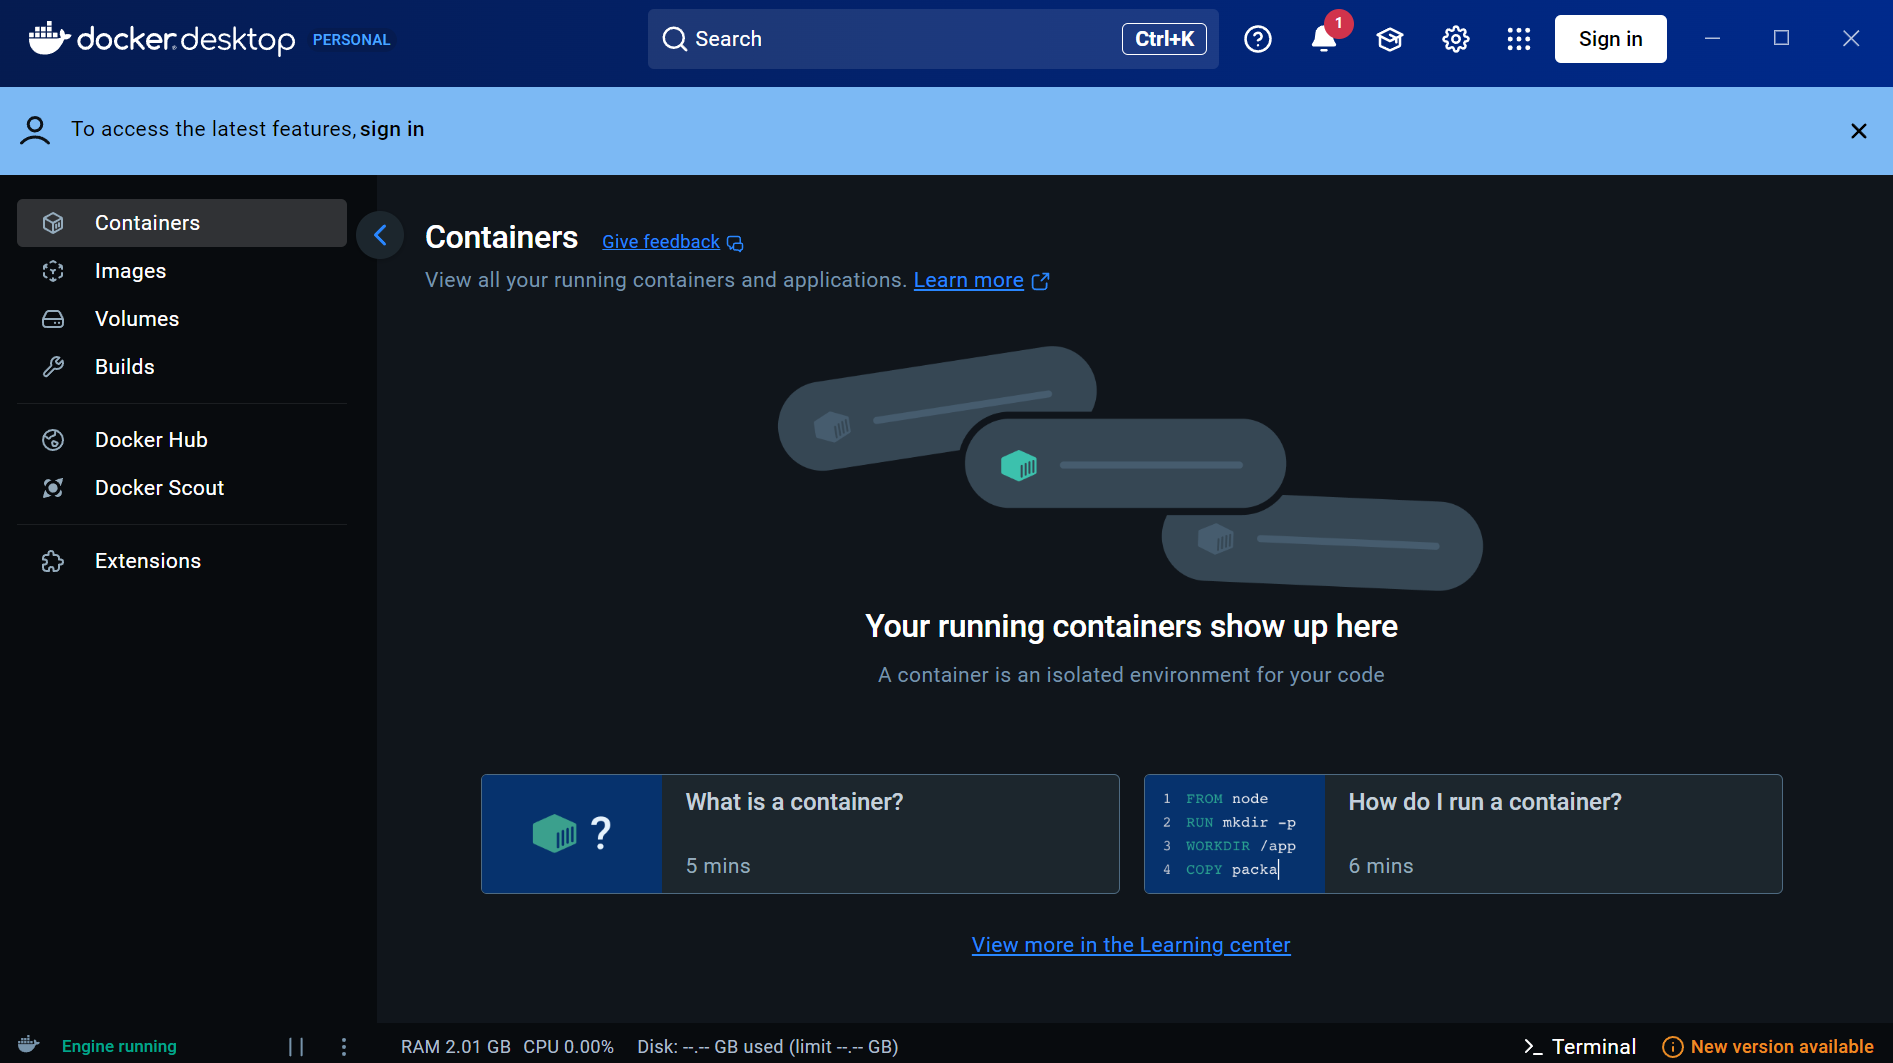 docker desktop PERSONAL
Search Ctrl+K
1
Sign in
To access the latest features, sign in
Containers
Images
Volumes
Builds
Docker Hub
Docker Scout
Extensions
Containers Give feedback
View all your running containers and applications. Learn more
Your running containers show up here
A container is an isolated environment for your code
?
What is a container?
5 mins
1 FROM node
2 RUN mkdir -p
3 WORKDIR /app
4 COPY packa
How do I run a container?
6 mins
View more in the Learning center
Engine running
RAM 2.01 GB CPU 0.00% Disk: --.-- GB used (limit --.-- GB)
>_ Terminal
New version available